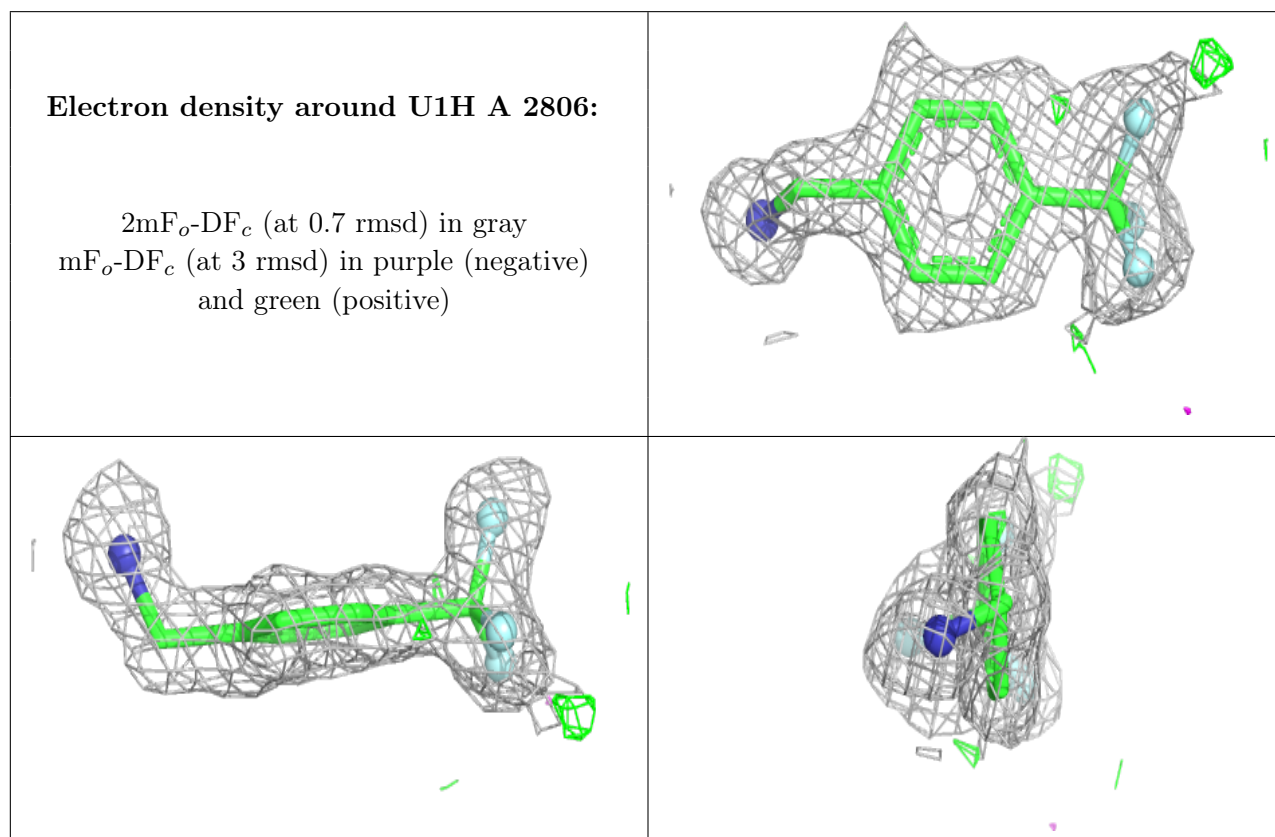 Electron density around U1H A 2806:
2mFo-DFc (at 0.7 rmsd) in gray
mFo-DFc (at 3 rmsd) in purple (negative)
and green (positive)